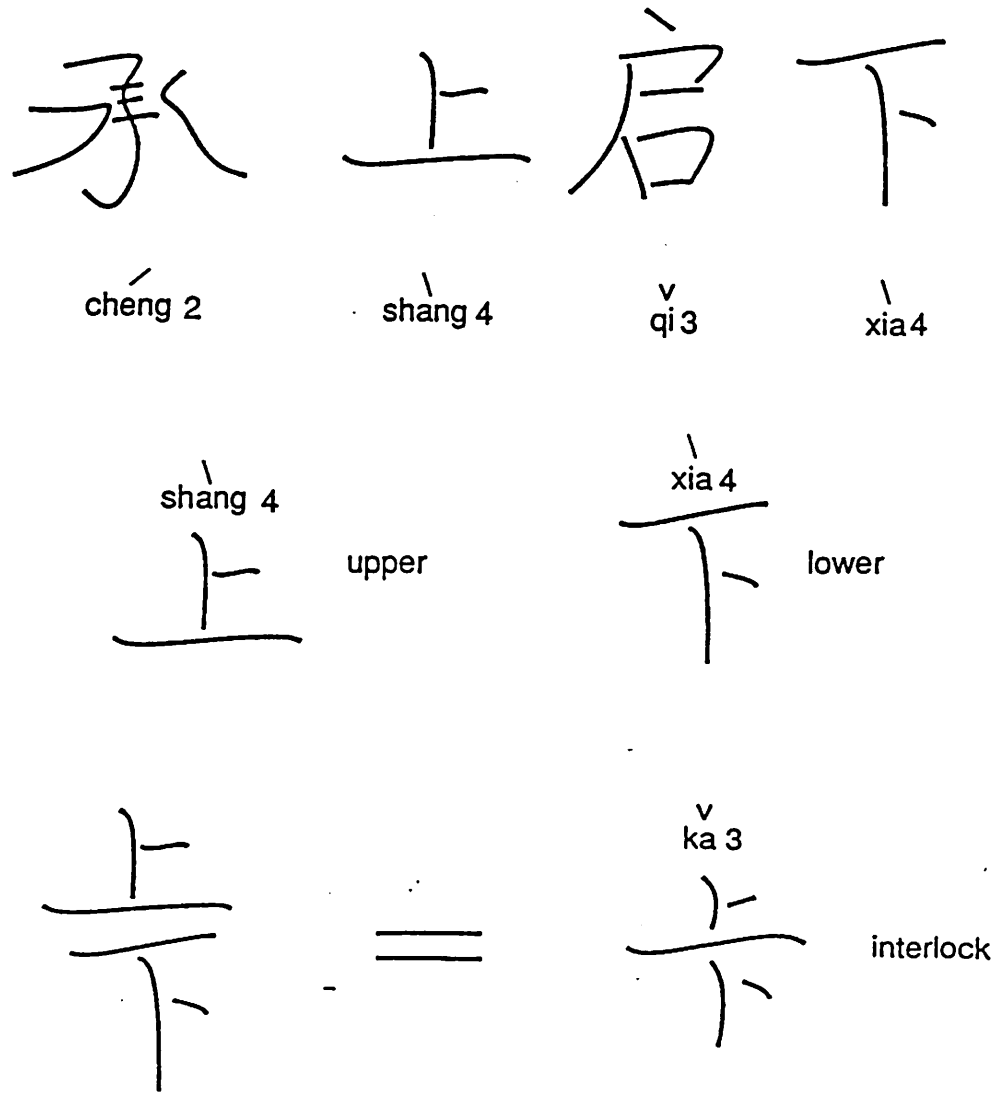 承 上 启 下
chéng 2 shàng 4 qǐ 3 xià 4
shàng 4 xià 4
上 upper 下 lower
kǎ 3
上
下 = 卡 interlock